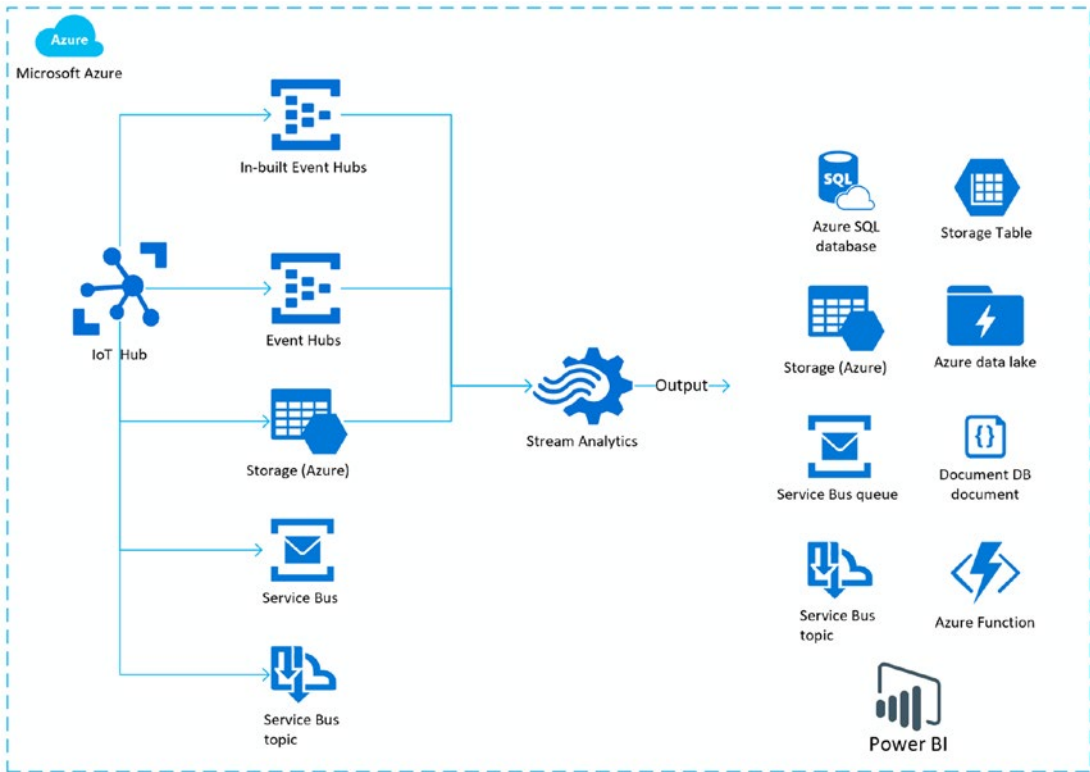 Azure
Microsoft Azure
In-built Event Hubs
IoT Hub
Event Hubs
Storage (Azure)
Service Bus
Service Bus
topic
Stream Analytics
Output
SQL
Azure SQL
database
Storage Table
Storage (Azure)
Azure data lake
Service Bus queue
{}
Document DB
document
Service Bus
topic
Azure Function
Power BI